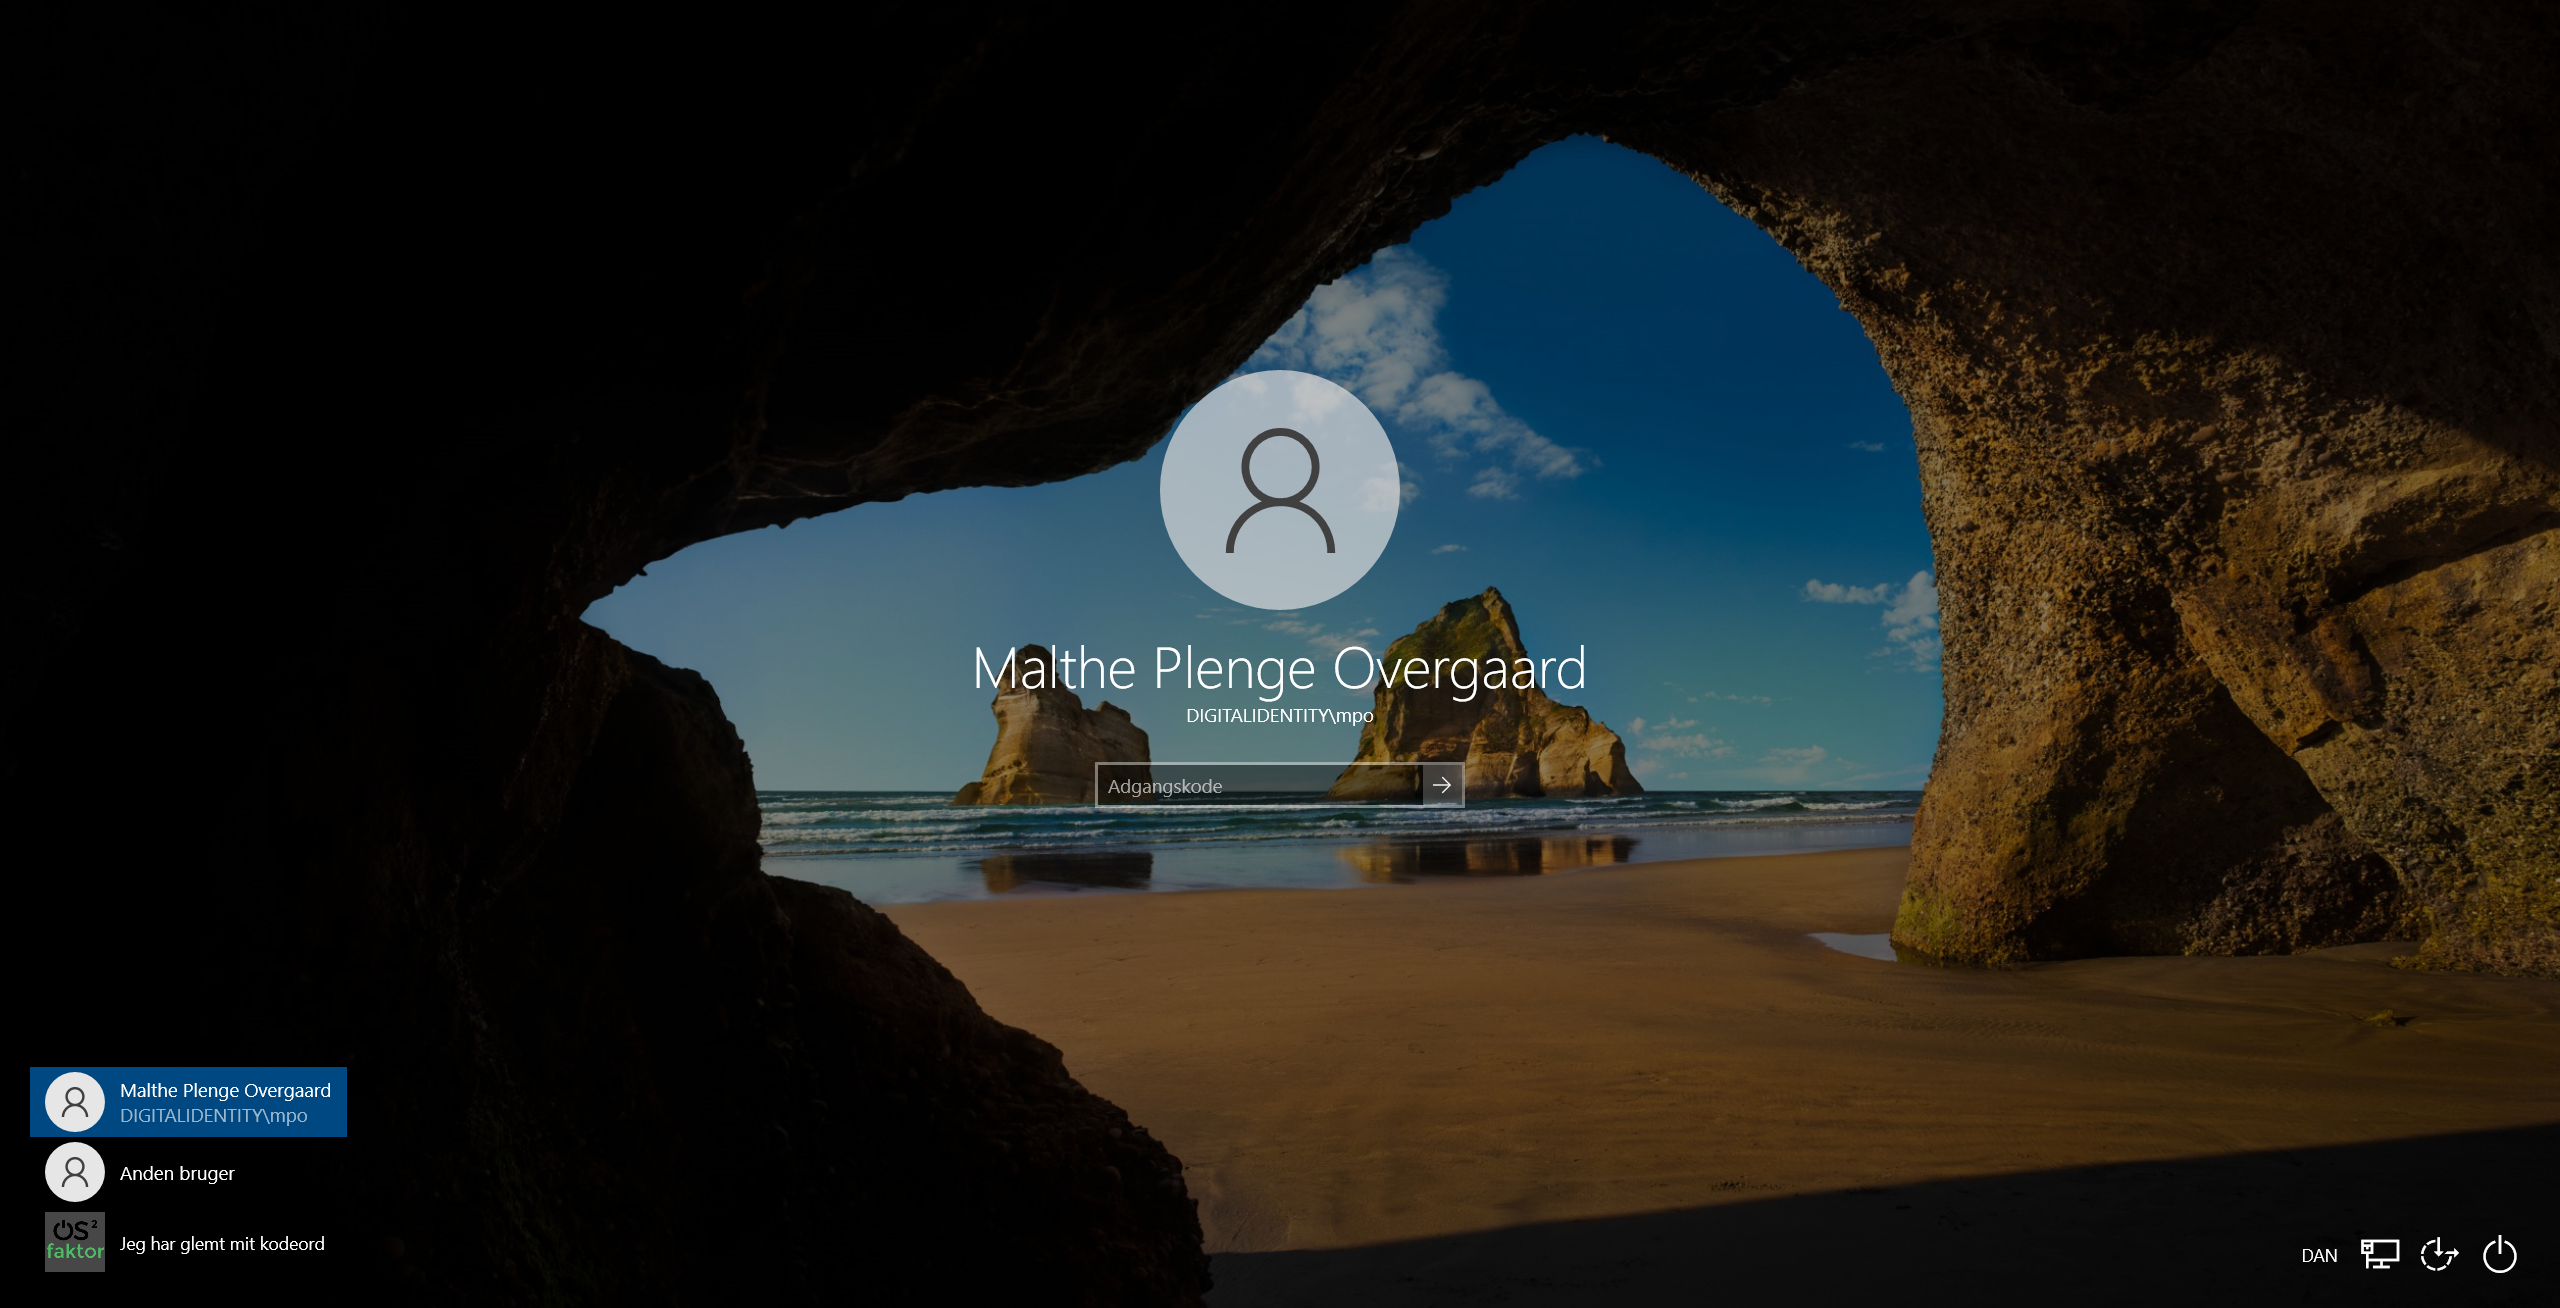 Malthe Plenge Overgaard
DIGITALIDENTITY\mpo
Adgangskode
Malthe Plenge Overgaard
DIGITALIDENTITY\mpo
Anden bruger
OS²
faktor
Jeg har glemt mit kodeord
DAN